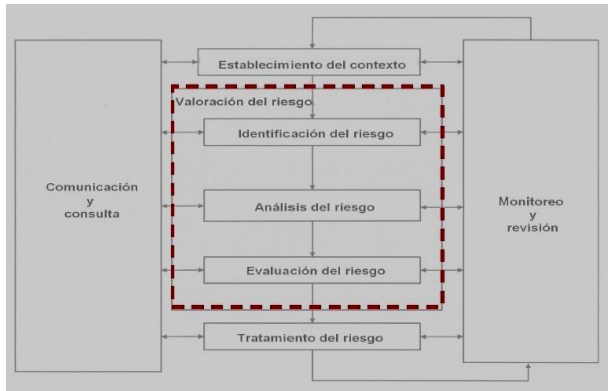 Establecimiento del contexto
Valoración del riesgo
Identificación del riesgo
Comunicación
y
consulta
Análisis del riesgo
Monitoreo
y
revisión
Evaluación del riesgo
Tratamiento del riesgo